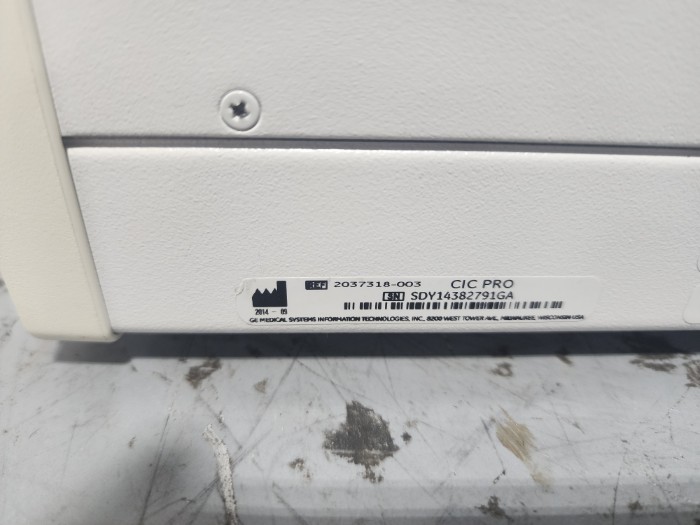 REF 2037318-003 CIC PRO
SN SDY14382791GA
2014 - 09
GE MEDICAL SYSTEMS INFORMATION TECHNOLOGIES, INC., 8200 WEST TOWER AVE., MILWAUKEE, WISCONSIN USA